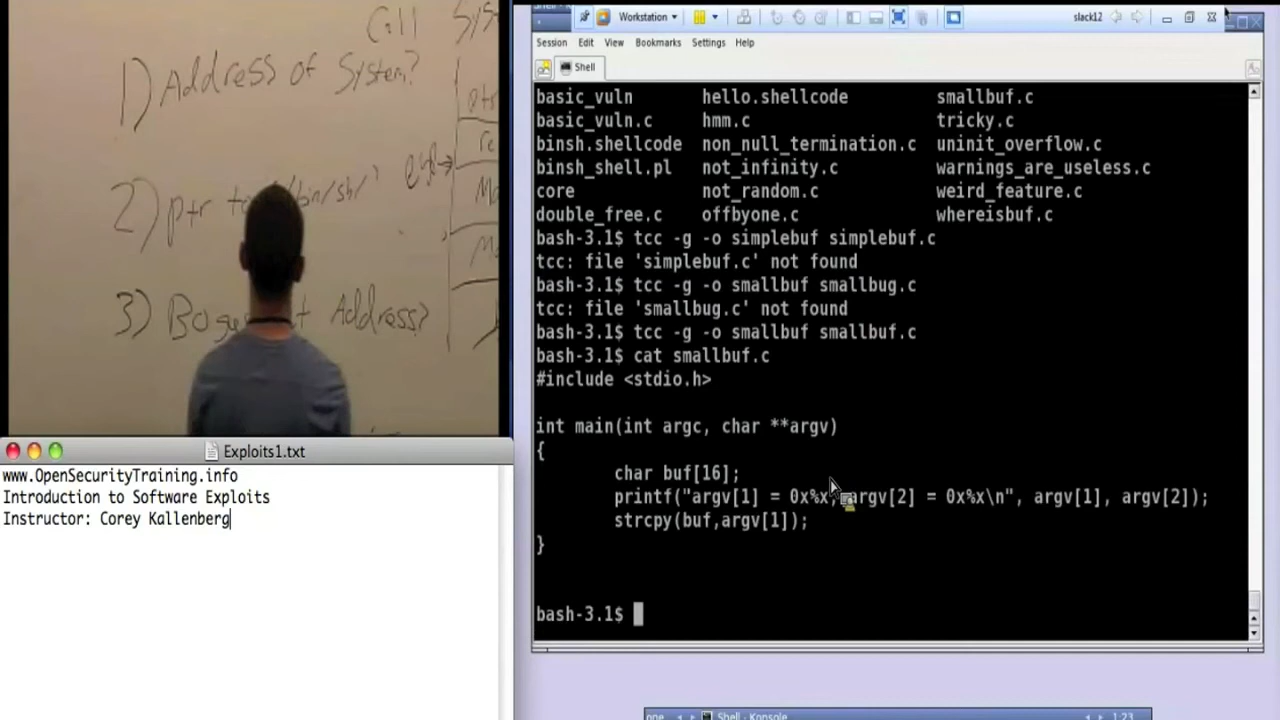 Call
1) Address of System?
2) ptr to
3) Address?
Exploits1.txt
www.OpenSecurityTraining.info
Introduction to Software Exploits
Instructor: Corey Kallenberg
Workstation
slack12
Session Edit View Bookmarks Settings Help
Shell
basic_vuln hello.shellcode smallbuf.c
basic_vuln.c hmm.c tricky.c
binsh.shellcode non_null_termination.c uninit_overflow.c
binsh_shell.pl not_infinity.c warnings_are_useless.c
core not_random.c weird_feature.c
double_free.c offbyone.c whereisbuf.c
bash-3.1$ tcc -g -o simplebuf simplebuf.c
tcc: file 'simplebuf.c' not found
bash-3.1$ tcc -g -o smallbuf smallbug.c
tcc: file 'smallbug.c' not found
bash-3.1$ tcc -g -o smallbuf smallbuf.c
bash-3.1$ cat smallbuf.c
#include <stdio.h>
int main(int argc, char **argv)
{
char buf[16];
printf("argv[1] = 0x%x, argv[2] = 0x%x\n", argv[1], argv[2]);
strcpy(buf,argv[1]);
}
bash-3.1$
Shell - Konsole
1:23